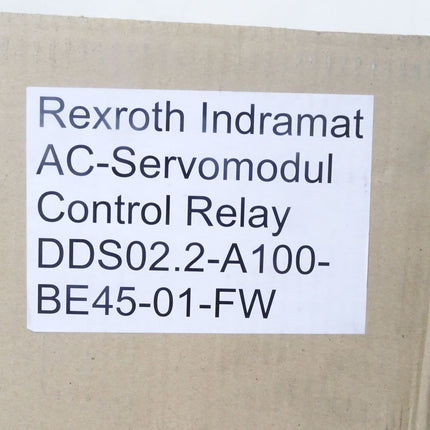 Rexroth Indramat
AC-Servomodul
Control Relay
DDS02.2-A100-
BE45-01-FW